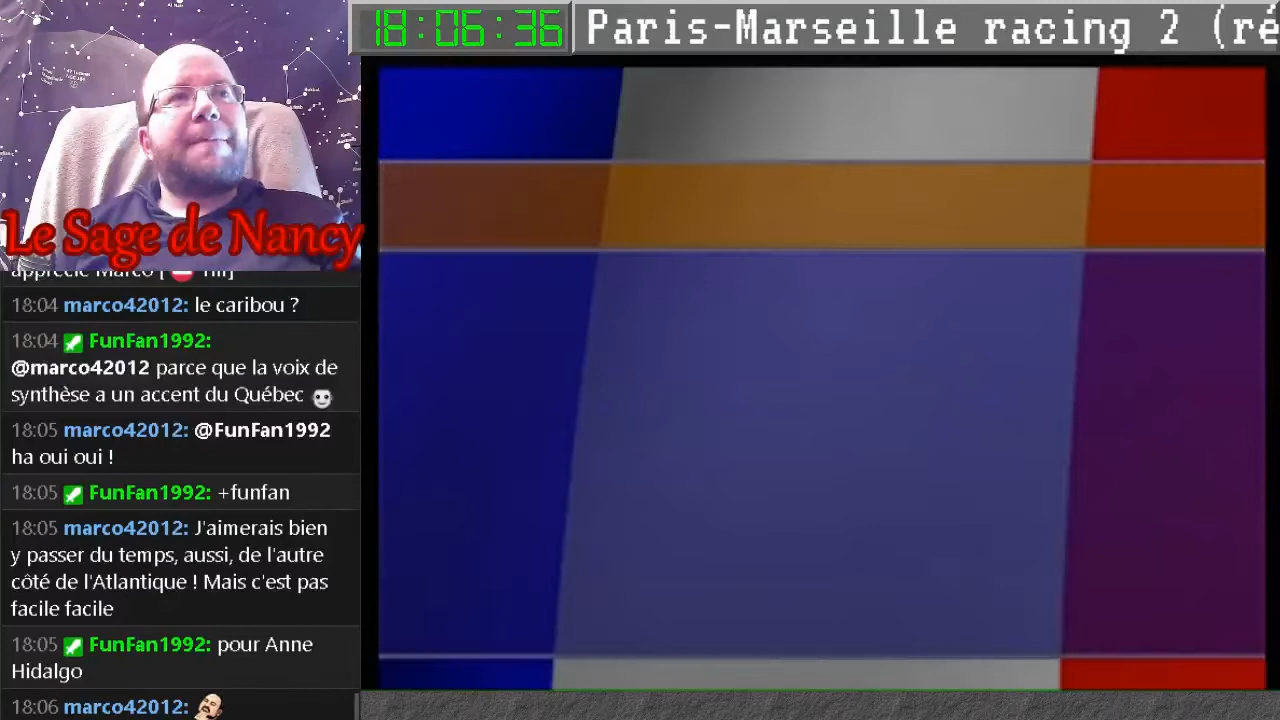 18:06:36
Paris-Marseille racing 2 (ré
Le Sage de Nancy
apprécie Marco [
18:04 marco42012: le caribou ?
18:04 FunFan1992:
@marco42012 parce que la voix de
synthèse a un accent du Québec
18:05 marco42012: @FunFan1992
ha oui oui !
18:05 FunFan1992: +funfan
18:05 marco42012: J'aimerais bien
y passer du temps, aussi, de l'autre
côté de l'Atlantique ! Mais c'est pas
facile facile
18:05 FunFan1992: pour Anne
Hidalgo
18:06 marco42012: